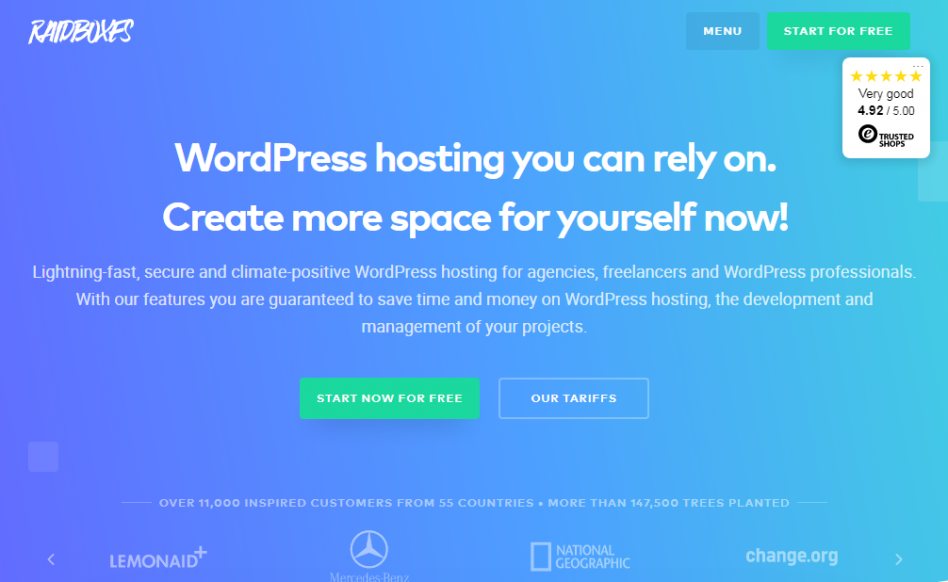 RAIDBOXES
MENU
START FOR FREE
...
Very good
4.92 / 5.00
e TRUSTED
SHOPS
WordPress hosting you can rely on.
Create more space for yourself now!
Lightning-fast, secure and climate-positive WordPress hosting for agencies, freelancers and WordPress professionals.
With our features you are guaranteed to save time and money on WordPress hosting, the development and
management of your projects.
START NOW FOR FREE
OUR TARIFFS
OVER 11,000 INSPIRED CUSTOMERS FROM 55 COUNTRIES • MORE THAN 147,500 TREES PLANTED
LEMONAID+
Mercedes-Benz
NATIONAL
GEOGRAPHIC
change.org